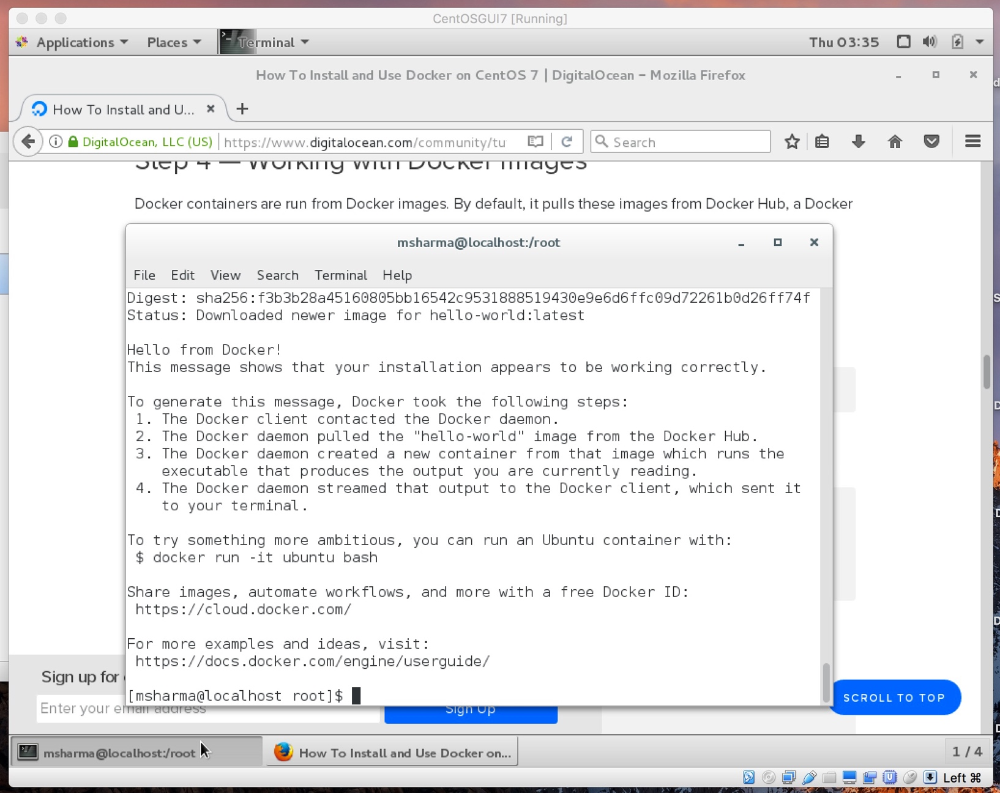 CentOSGUI7 [Running]
Applications Places Terminal Thu 03:35
How To Install and Use Docker on CentOS 7 | DigitalOcean – Mozilla Firefox
How To Install and U...
DigitalOcean, LLC (US) https://www.digitalocean.com/community/tu Search
Step 4 — Working with Docker Images
Docker containers are run from Docker images. By default, it pulls these images from Docker Hub, a Docker
msharma@localhost:/root
File Edit View Search Terminal Help
Digest: sha256:f3b3b28a45160805bb16542c9531888519430e9e6d6ffc09d72261b0d26ff74f
Status: Downloaded newer image for hello-world:latest
Hello from Docker!
This message shows that your installation appears to be working correctly.
To generate this message, Docker took the following steps:
1. The Docker client contacted the Docker daemon.
2. The Docker daemon pulled the "hello-world" image from the Docker Hub.
3. The Docker daemon created a new container from that image which runs the
executable that produces the output you are currently reading.
4. The Docker daemon streamed that output to the Docker client, which sent it
to your terminal.
To try something more ambitious, you can run an Ubuntu container with:
$ docker run -it ubuntu bash
Share images, automate workflows, and more with a free Docker ID:
https://cloud.docker.com/
For more examples and ideas, visit:
https://docs.docker.com/engine/userguide/
[msharma@localhost root]$
Sign up for
Enter your email address
Sign Up
SCROLL TO TOP
msharma@localhost:/root How To Install and Use Docker on... 1 / 4
Left ⌘